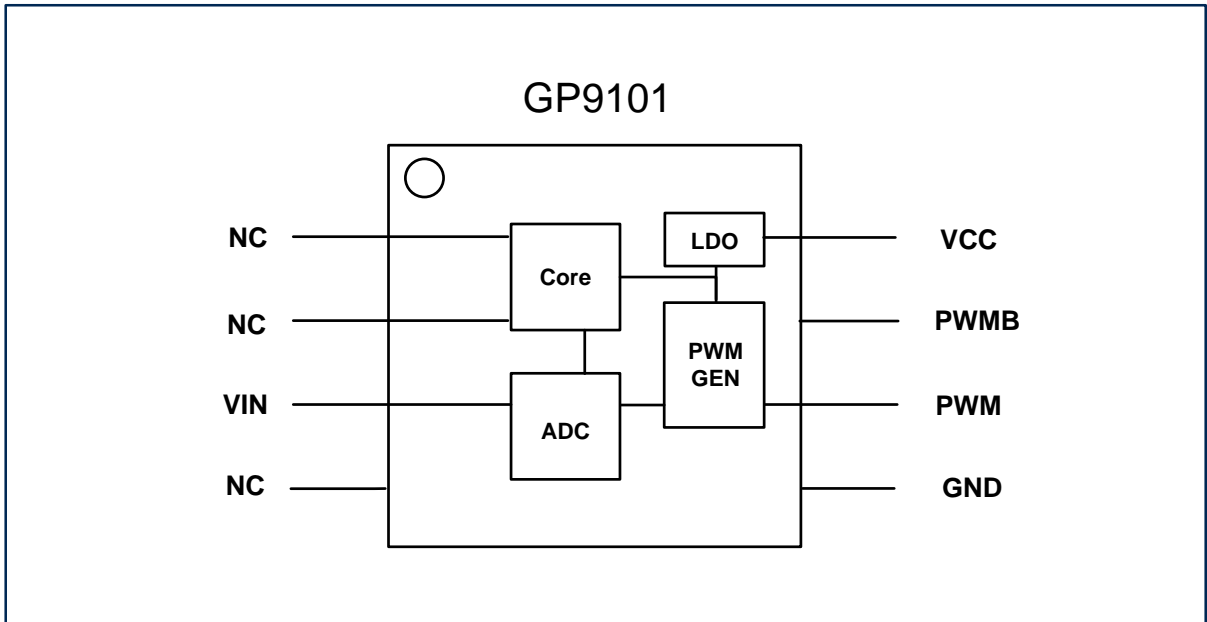 GP9101
NC
NC
VIN
NC
Core
ADC
LDO
PWM
GEN
VCC
PWMB
PWM
GND